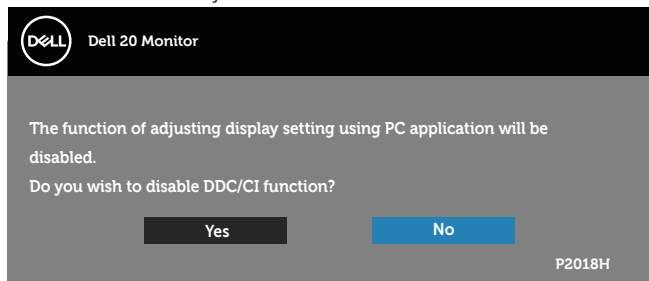 DELL
Dell 20 Monitor
The function of adjusting display setting using PC application will be
disabled.
Do you wish to disable DDC/CI function?
Yes
No
P2018H